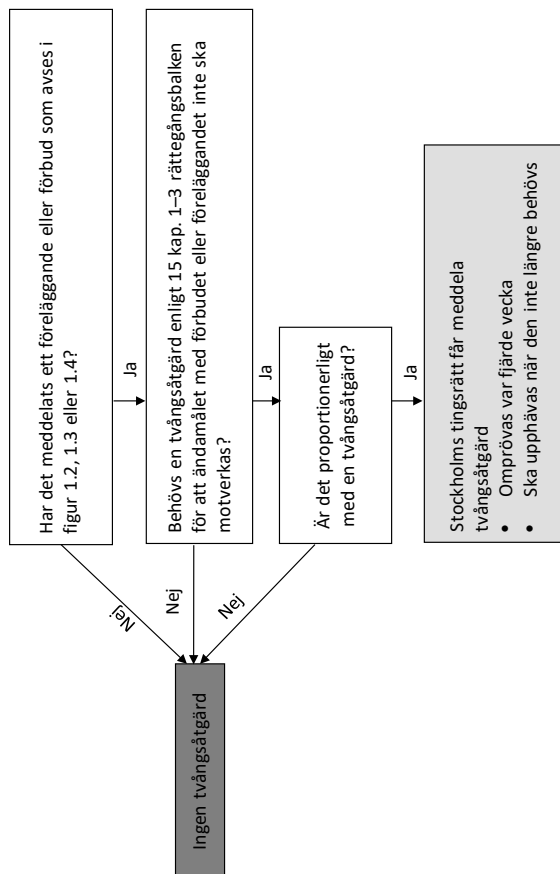 Har det meddelats ett föreläggande eller förbud som avses i
figur 1.2, 1.3 eller 1.4?
Ja
Nej
Behövs en tvångsåtgärd enligt 15 kap. 1–3 rättegångsbalken
för att ändamålet med förbudet eller föreläggandet inte ska
motverkas?
Ja
Nej
Är det proportionerligt
med en tvångsåtgärd?
Ja
Nej
Ingen tvångsåtgärd
Stockholms tingsrätt får meddela
tvångsåtgärd
• Omprövas var fjärde vecka
• Ska upphävas när den inte längre behövs